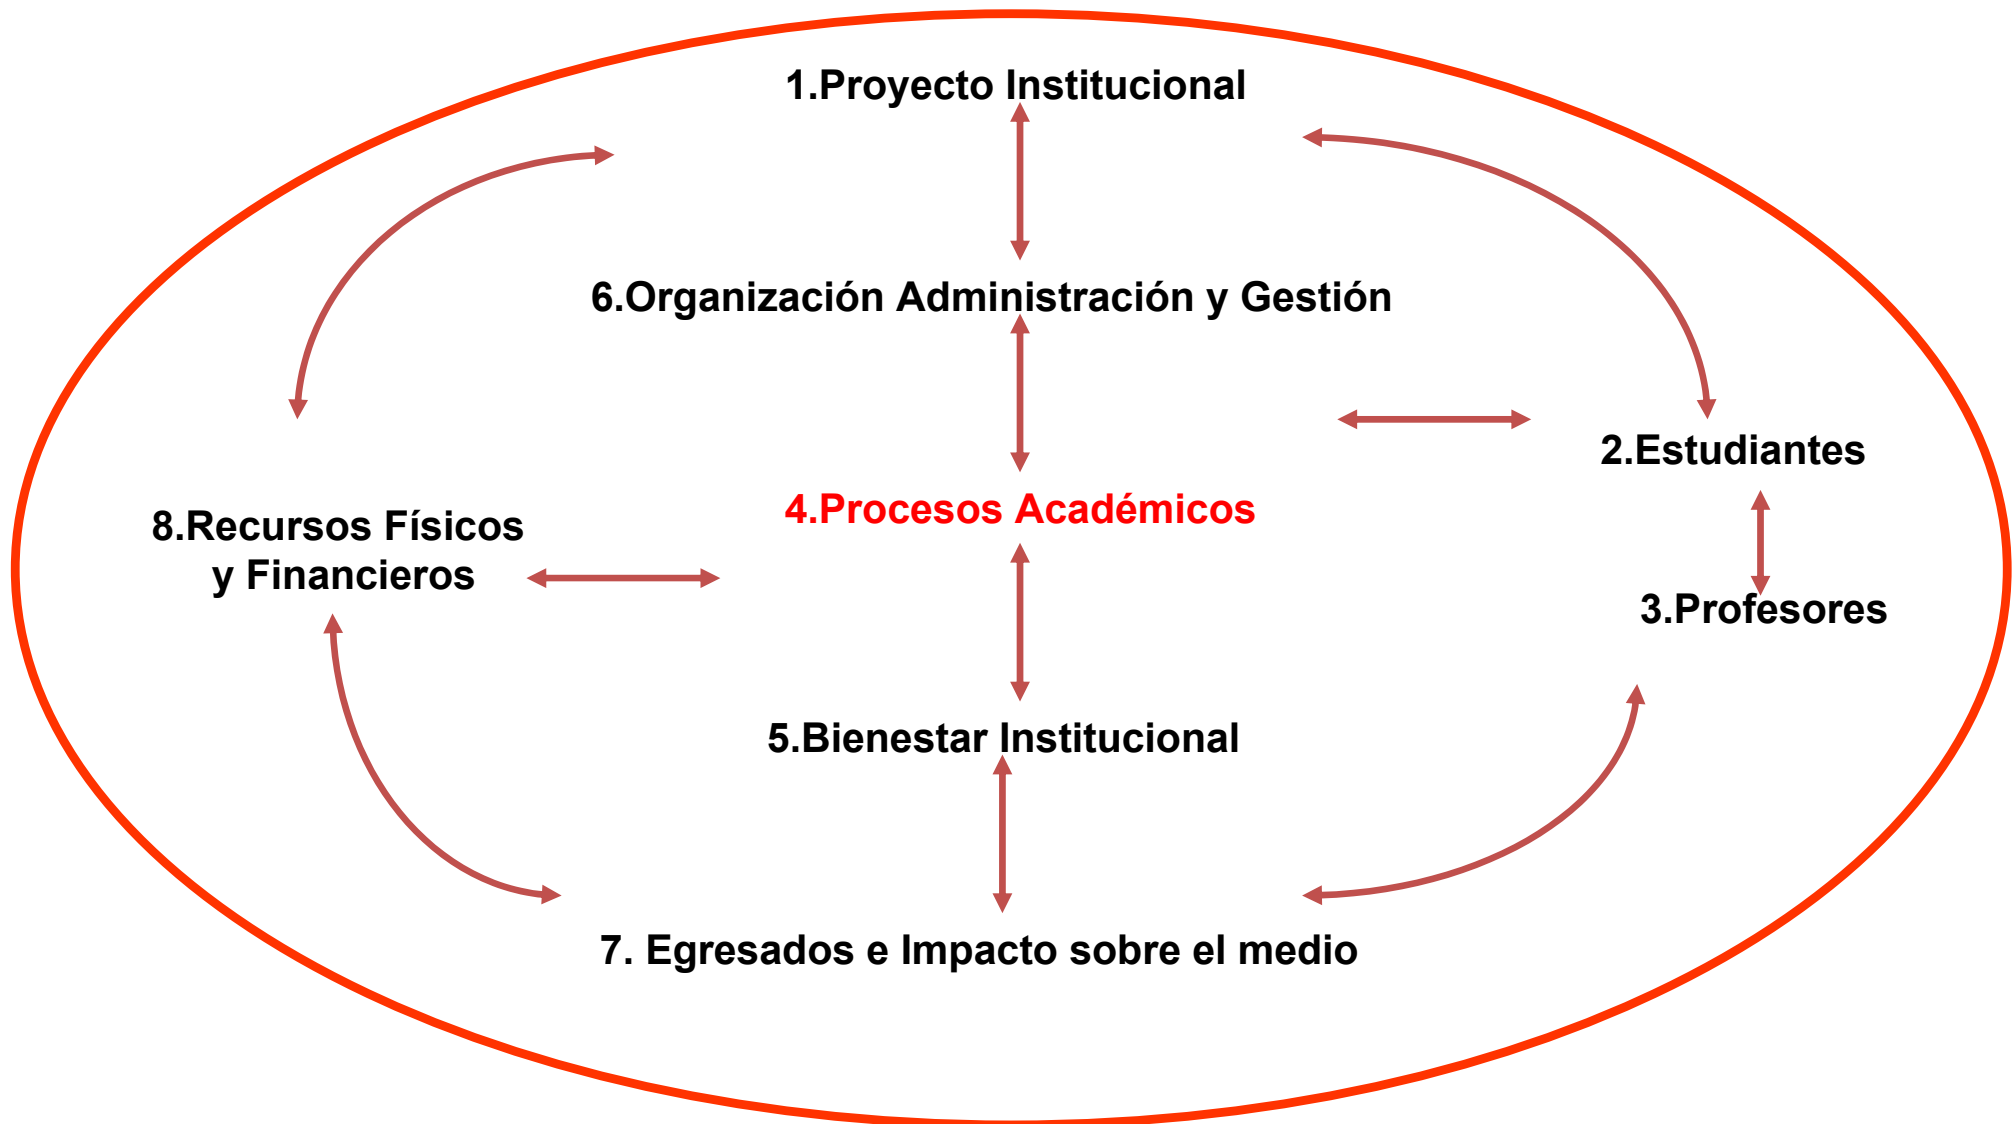 1.Proyecto Institucional
6.Organización Administración y Gestión
2.Estudiantes
4.Procesos Académicos
8.Recursos Físicos
y Financieros
3.Profesores
5.Bienestar Institucional
7. Egresados e Impacto sobre el medio